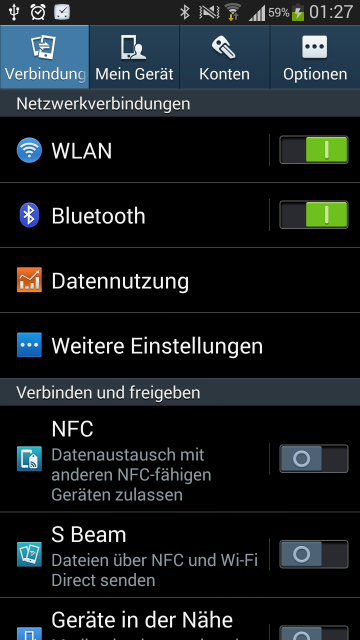 59% 01:27
Verbindung Mein Gerät Konten Optionen
Netzwerkverbindungen
WLAN
Bluetooth
Datennutzung
Weitere Einstellungen
Verbinden und freigeben
NFC
Datenaustausch mit
anderen NFC-fähigen
Geräten zulassen
S Beam
Dateien über NFC und Wi-Fi
Direct senden
Geräte in der Nähe